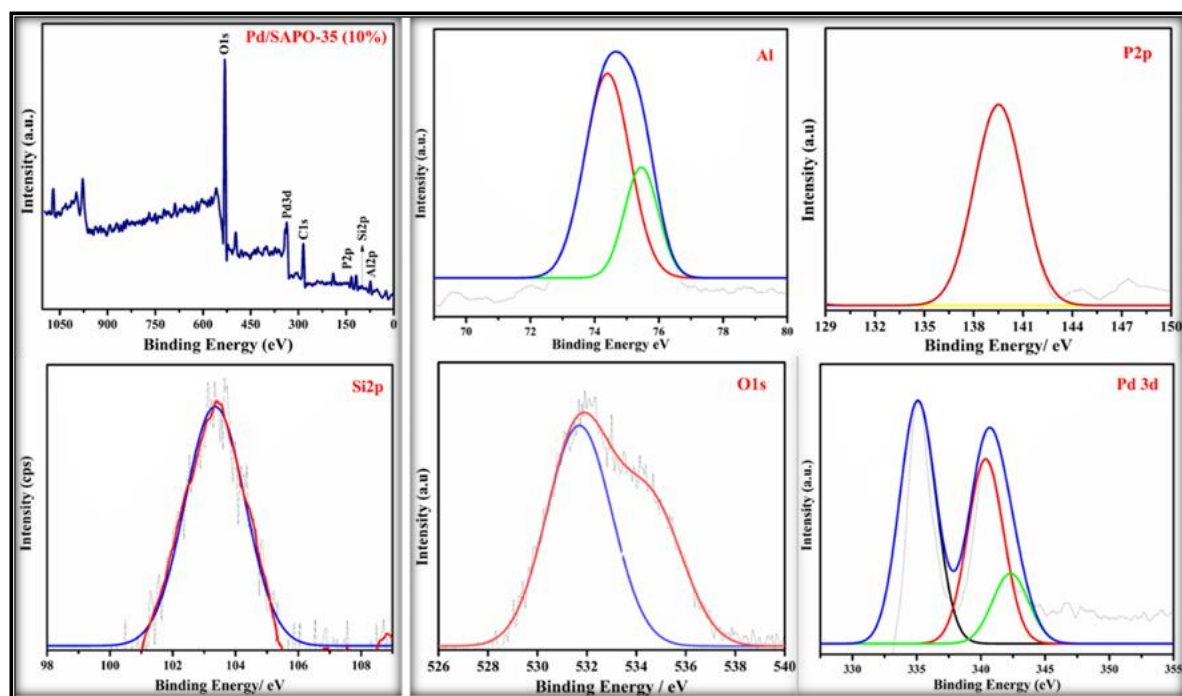 Pd/SAPO-35 (10%)
O1s
Pd3d
C1s
P2p
Si2p
Al2p
Intensity (a.u.)
1050 900 750 600 450 300 150 0
Binding Energy (eV)
Al
Intensity (a.u.)
70 72 74 76 78 80
Binding Energy eV
P2p
Intensity (a.u.)
129 132 135 138 141 144 147 150
Binding Energy/ eV
Si2p
Intensity (cps)
98 100 102 104 106 108
Binding Energy/ eV
O1s
Intensity (a.u)
526 528 530 532 534 536 538 540
Binding Energy / eV
Pd 3d
Intensity (a.u.)
330 335 340 345 350 355
Binding Energy (eV)